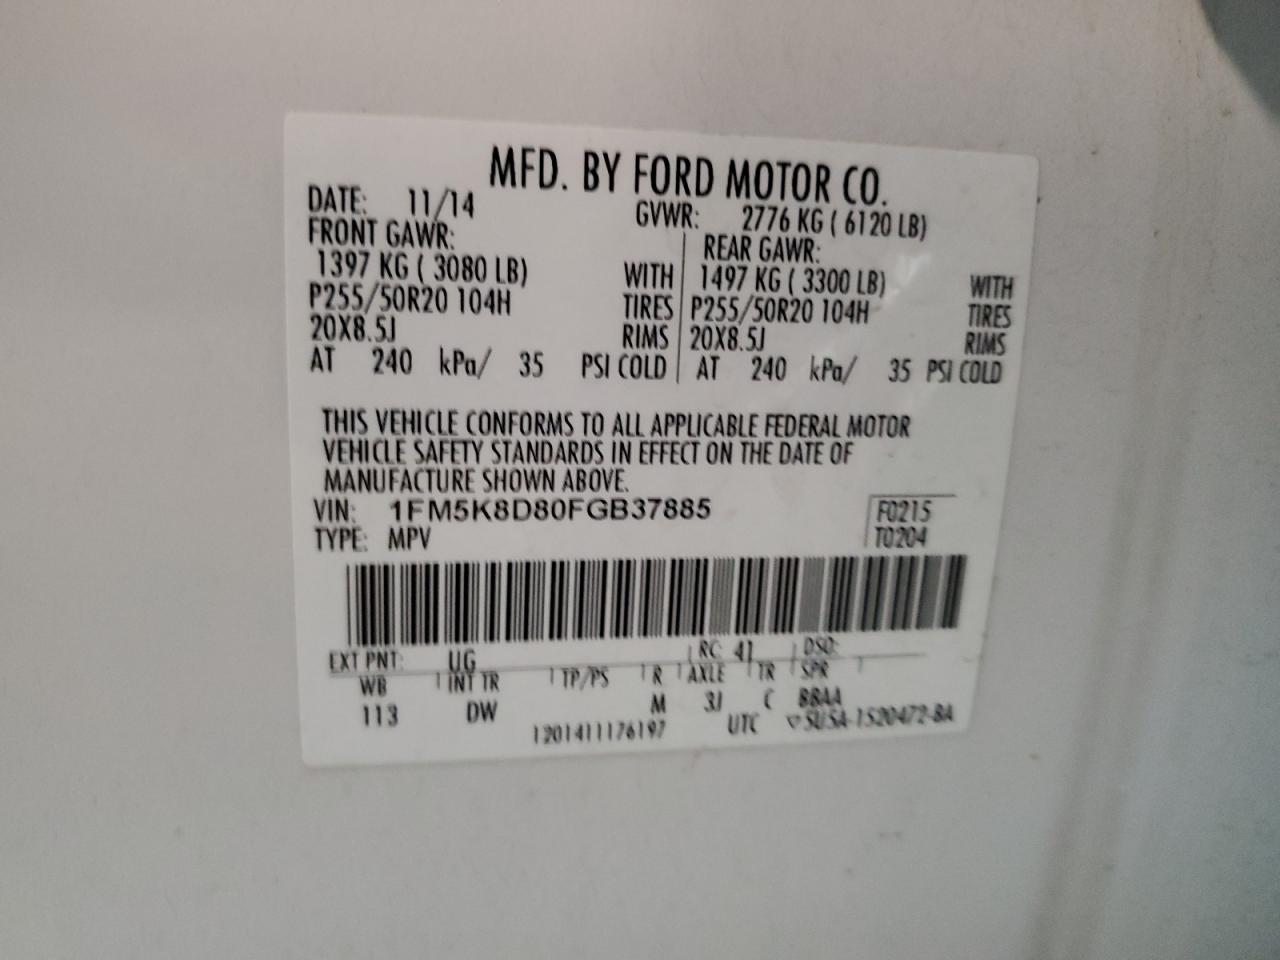 MFD. BY FORD MOTOR CO.
DATE: 11/14 GVWR: 2776 KG ( 6120 LB)
FRONT GAWR: REAR GAWR:
1397 KG ( 3080 LB) WITH 1497 KG ( 3300 LB) WITH
P255/50R20 104H TIRES P255/50R20 104H TIRES
20X8.5J RIMS 20X8.5J RIMS
AT 240 kPa/ 35 PSI COLD AT 240 kPa/ 35 PSI COLD
THIS VEHICLE CONFORMS TO ALL APPLICABLE FEDERAL MOTOR
VEHICLE SAFETY STANDARDS IN EFFECT ON THE DATE OF
MANUFACTURE SHOWN ABOVE.
VIN: 1FM5K8D80FGB37885 F0215
TYPE: MPV T0204
EXT PNT: UG RC: 41 DSO:
WB INT TR TP/PS R AXLE TR SPR
113 DW M 3J C BBAA
1201411176197 UTC ▽5U5A-1520472-BA